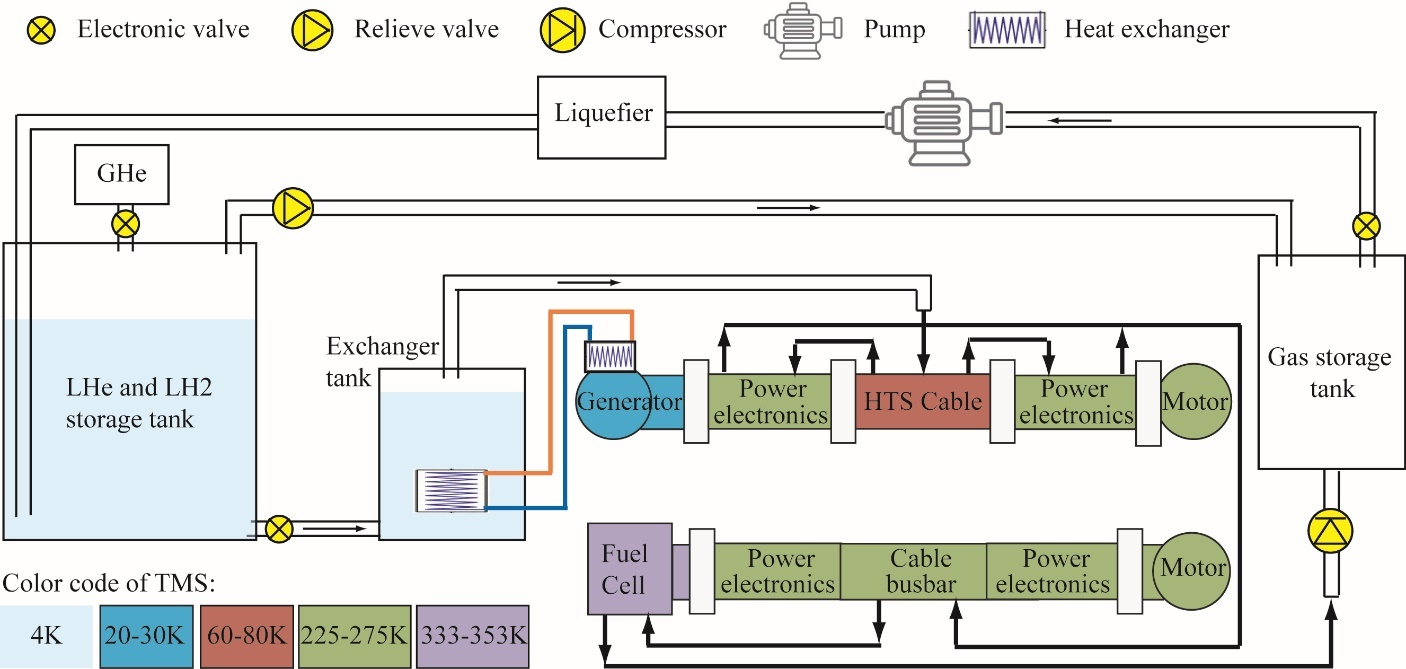 Electronic valve
Relieve valve
Compressor
Pump
Heat exchanger
Liquefier
GHe
Exchanger
tank
LHe and LH2
storage tank
Generator
Power
electronics
HTS Cable
Power
electronics
Motor
Gas storage
tank
Fuel
Cell
Power
electronics
Cable
busbar
Power
electronics
Motor
Color code of TMS:
4K
20-30K
60-80K
225-275K
333-353K